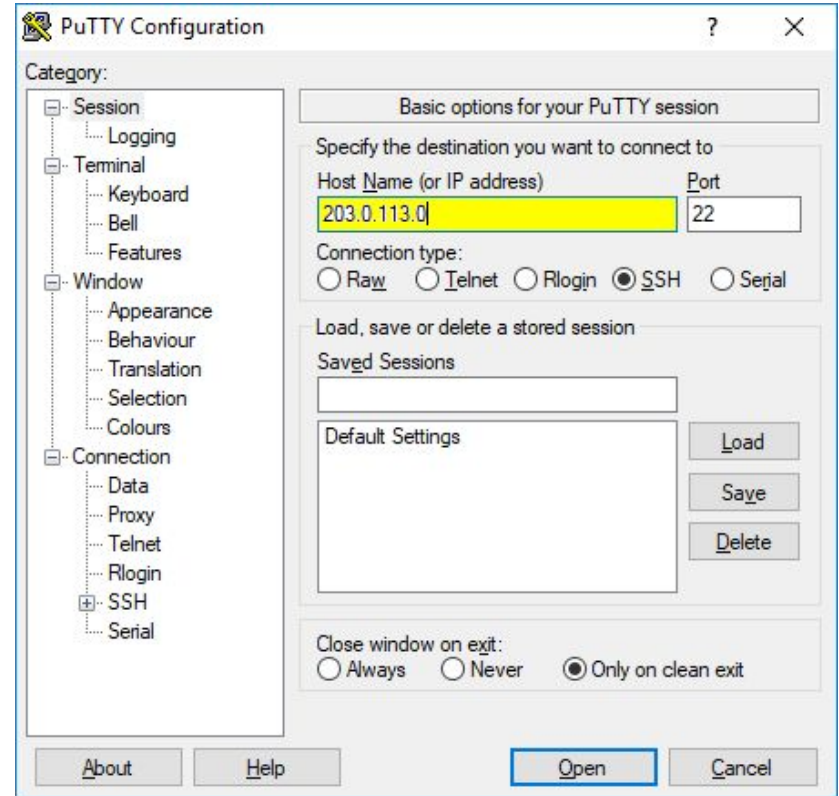 PuTTY Configuration
?
Category:
Session
Logging
Terminal
Keyboard
Bell
Features
Window
Appearance
Behaviour
Translation
Selection
Colours
Connection
Data
Proxy
Telnet
Rlogin
SSH
Serial
Basic options for your PuTTY session
Specify the destination you want to connect to
Host Name (or IP address) Port
203.0.113.0 22
Connection type:
Raw Telnet Rlogin SSH Serial
Load, save or delete a stored session
Saved Sessions
Default Settings
Load
Save
Delete
Close window on exit:
Always Never Only on clean exit
About Help Open Cancel